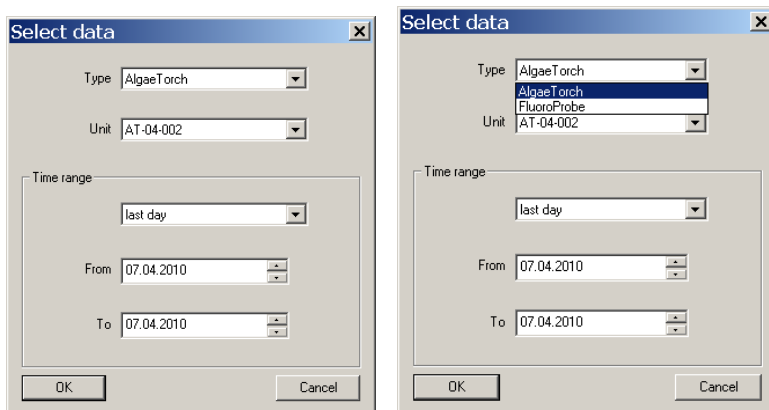 Select data
Type AlgaeTorch
Unit AT-04-002
Time range
last day
From 07.04.2010
To 07.04.2010
OK Cancel
Select data
Type AlgaeTorch
AlgaeTorch
FluoroProbe
Unit AT-04-002
Time range
last day
From 07.04.2010
To 07.04.2010
OK Cancel